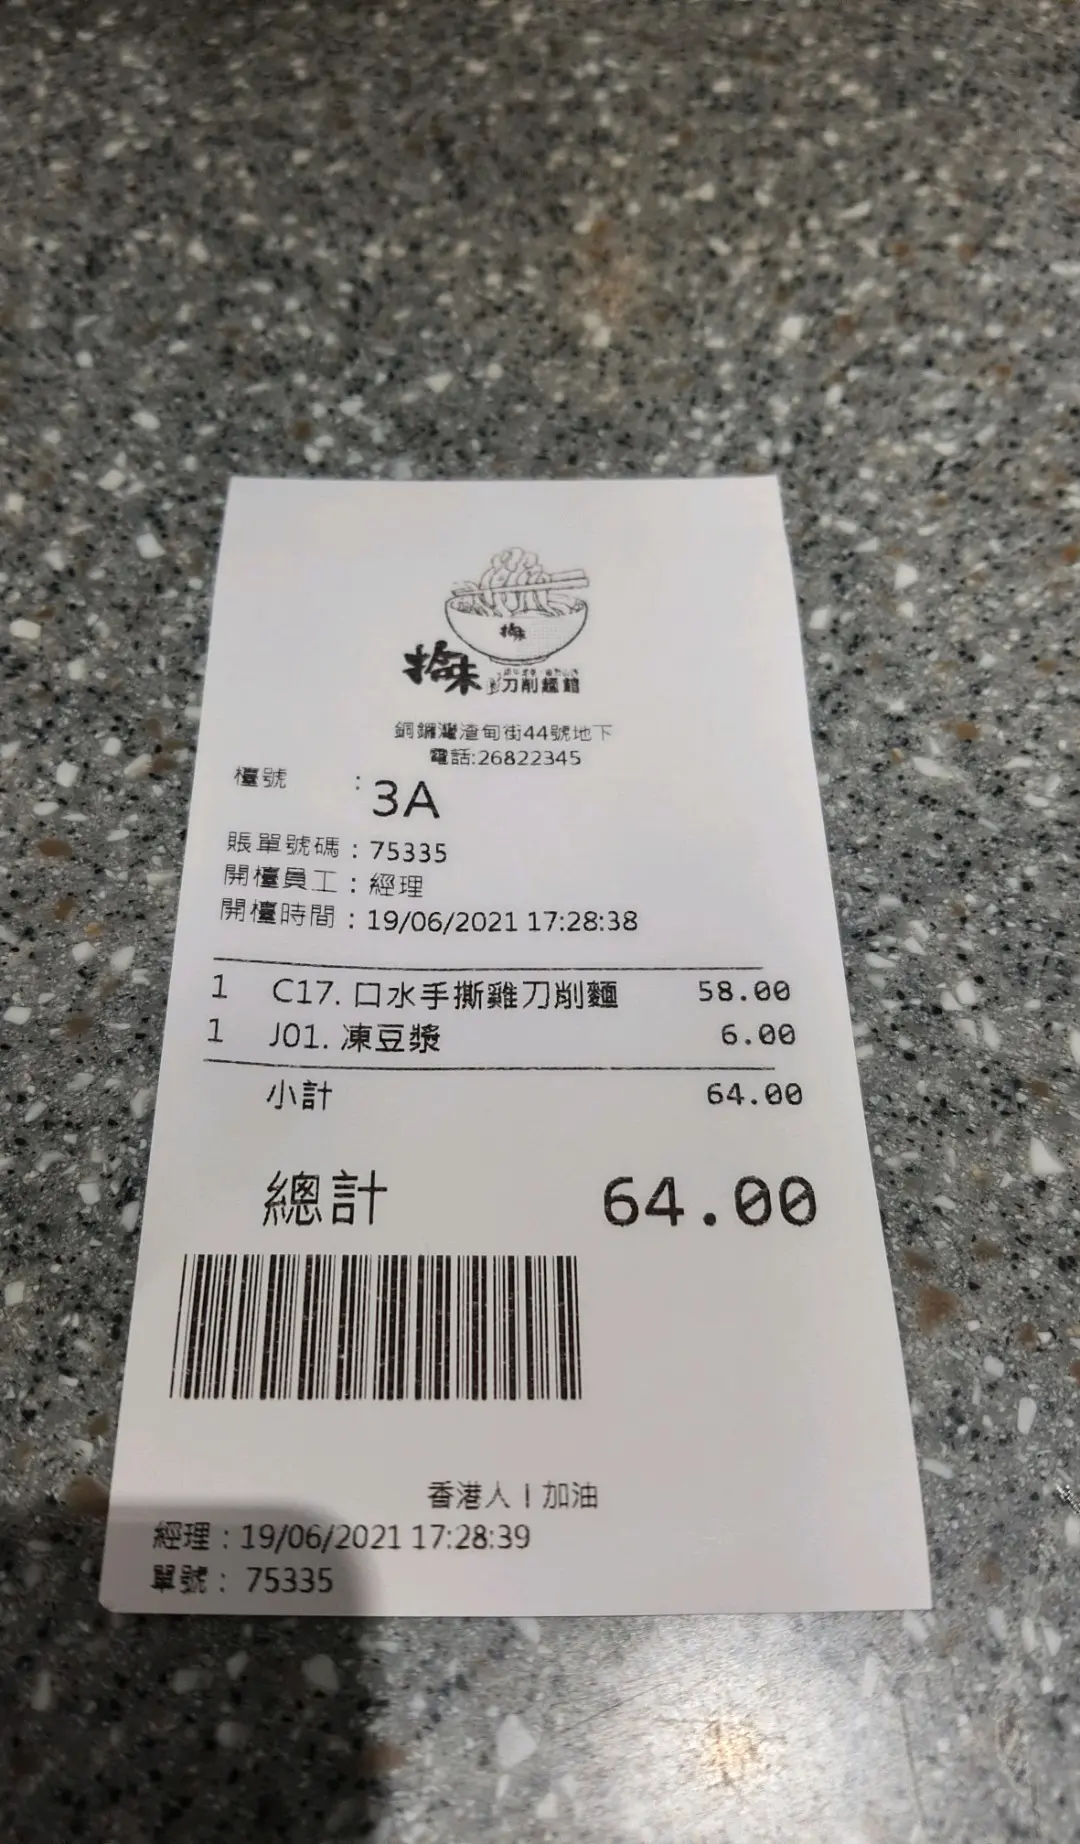 拾味
刀削麵館
銅鑼灣渣甸街44號地下
電話:26822345
檯號 : 3A
賬單號碼 : 75335
開檯員工 : 經理
開檯時間 : 19/06/2021 17:28:38
1 C17. 口水手撕雞刀削麵 58.00
1 J01. 凍豆漿 6.00
小計 64.00
總計 64.00
香港人 | 加油
經理 : 19/06/2021 17:28:39
單號 : 75335